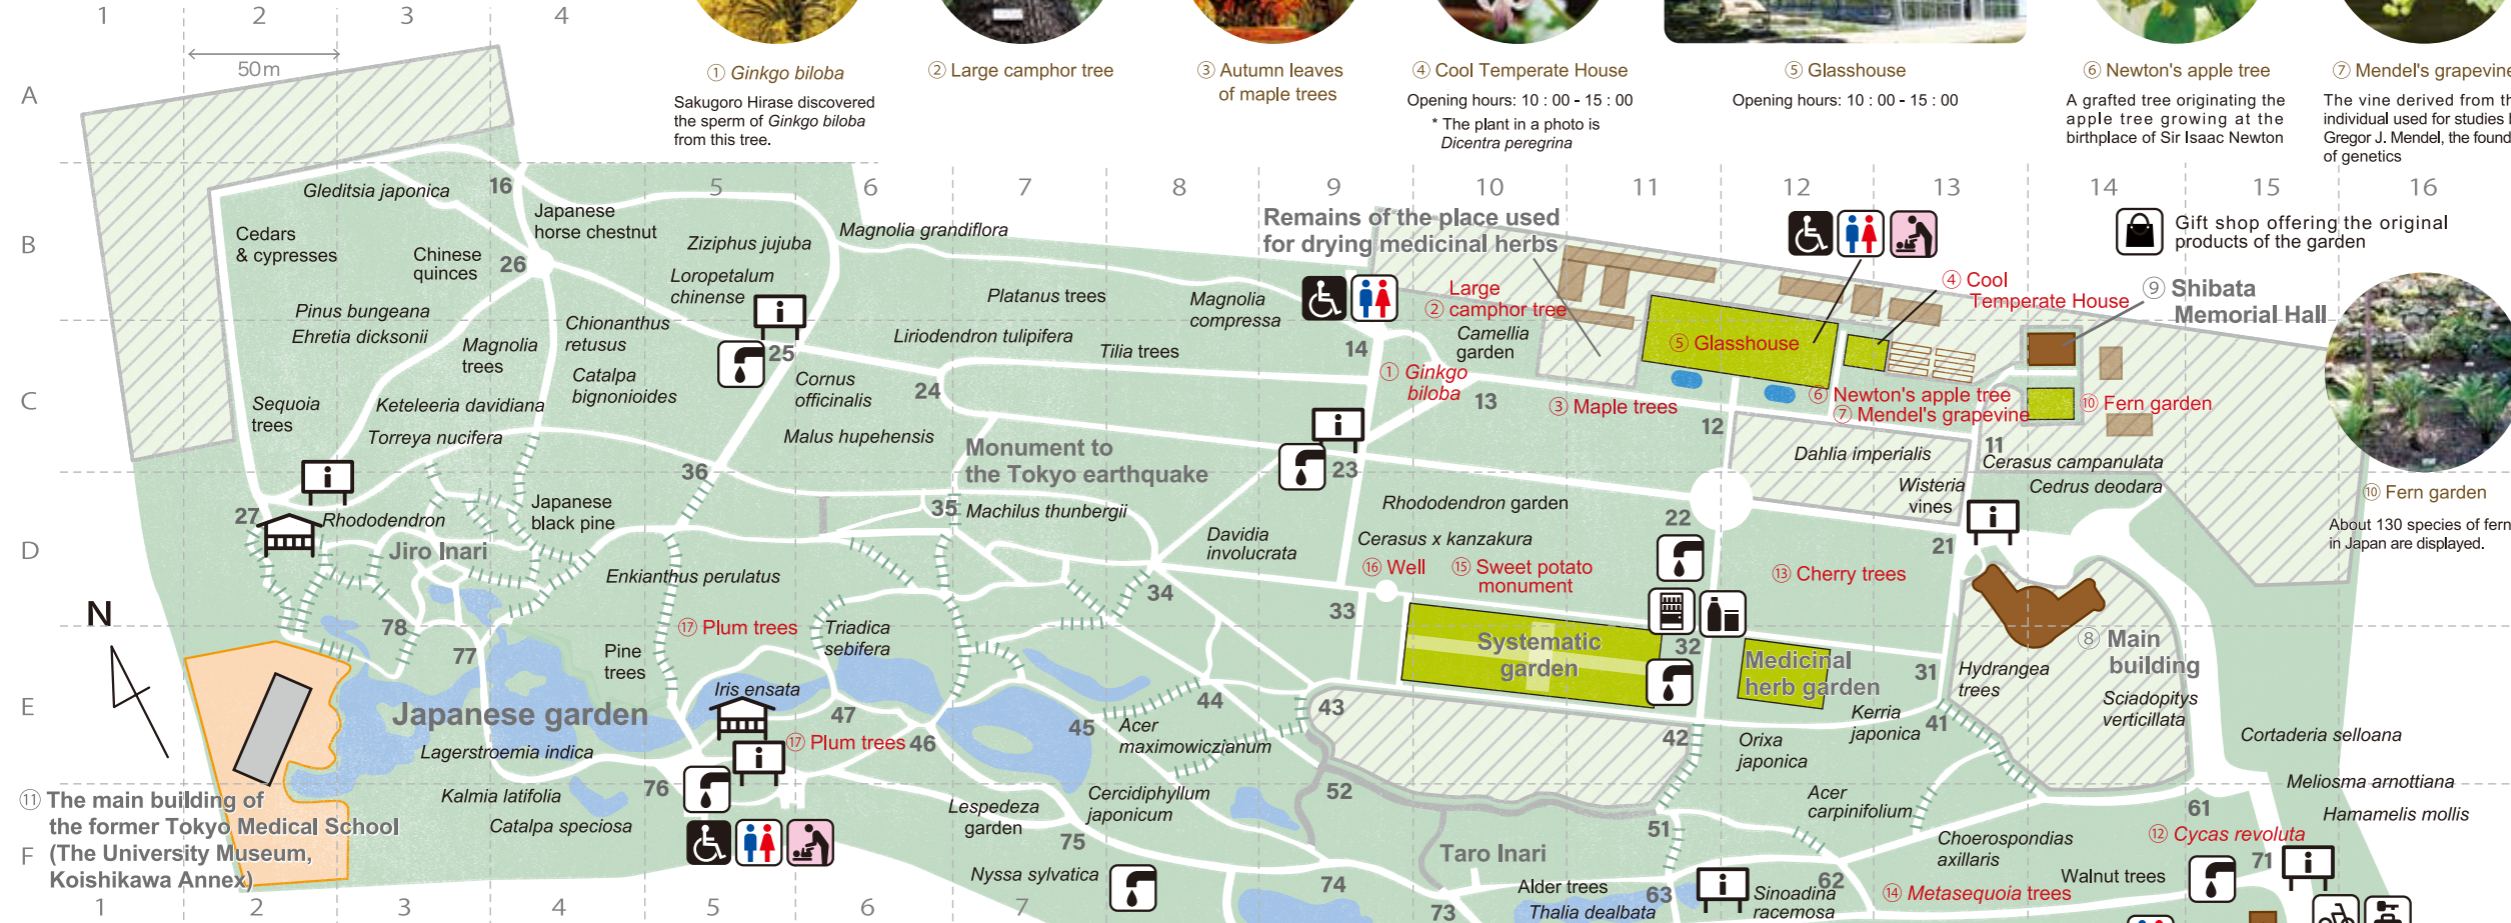 1 2 3 4
50m
A
① Ginkgo biloba
Sakugoro Hirase discovered
the sperm of Ginkgo biloba
from this tree.
② Large camphor tree
③ Autumn leaves
of maple trees
④ Cool Temperate House
Opening hours: 10 : 00 - 15 : 00
* The plant in a photo is
Dicentra peregrina
⑤ Glasshouse
Opening hours: 10 : 00 - 15 : 00
⑥ Newton's apple tree
A grafted tree originating the
apple tree growing at the
birthplace of Sir Isaac Newton
⑦ Mendel's grapevine
The vine derived from
individual used for studies
Gregor J. Mendel, the
of genetics
5 6 7 8 9 10 11 12 13 14 15 16
B
Gleditsia japonica
16
Cedars
& cypresses
Japanese
horse chestnut
Chinese
quinces
26
Ziziphus jujuba
Magnolia grandiflora
Loropetalum
chinense
Remains of the place used
for drying medicinal herbs
Gift shop offering the original
products of the garden
Pinus bungeana
Ehretia dicksonii
Magnolia
trees
Chionanthus
retusus
Catalpa
bignonioides
25
Platanus trees
Magnolia
compressa
Liriodendron tulipifera
Tilia trees
Large
② camphor tree
Camellia
garden
④ Cool
Temperate House
⑨ Shibata
Memorial Hall
14
⑤ Glasshouse
C
Sequoia
trees
Keteleeria davidiana
Torreya nucifera
Cornus
officinalis
24
Malus hupehensis
① Ginkgo
biloba
13
③ Maple trees
12
⑥ Newton's apple tree
⑦ Mendel's grapevine
⑩ Fern garden
11
Monument to
the Tokyo earthquake
23
36
Dahlia imperialis
Cerasus campanulata
Cedrus deodara
Wisteria
vines
⑩ Fern garden
About 130 species of fern
in Japan are displayed.
D
27
Rhododendron
Japanese
black pine
Jiro Inari
35
Machilus thunbergii
Davidia
involucrata
Rhododendron garden
22
Cerasus x kanzakura
⑯ Well
⑮ Sweet potato
monument
21
⑬ Cherry trees
Enkianthus perulatus
34
33
N
78
77
Pine
trees
⑰ Plum trees
Triadica
sebifera
Systematic
garden
32
Medicinal
herb garden
31
Hydrangea
trees
⑧ Main
building
Sciadopitys
verticillata
E
Japanese garden
Iris ensata
47
⑰ Plum trees
46
45
44
43
Acer
maximowiczianum
42
Orixa
japonica
Kerria
japonica
41
Cortaderia selloana
Lagerstroemia indica
⑪ The main building of
the former Tokyo Medical School
(The University Museum,
Koishikawa Annex)
Kalmia latifolia
Catalpa speciosa
76
Lespedeza
garden
75
Cercidiphyllum
japonicum
52
51
Acer
carpinifolium
61
Meliosma arnottiana
Hamamelis mollis
⑫ Cycas revoluta
71
F
Nyssa sylvatica
74
Taro Inari
73
Alder trees
Thalia dealbata
63
Sinoadina
racemosa
62
Choerospondias
axillaris
⑭ Metasequoia trees
Walnut trees
1 2 3 4 5 6 7